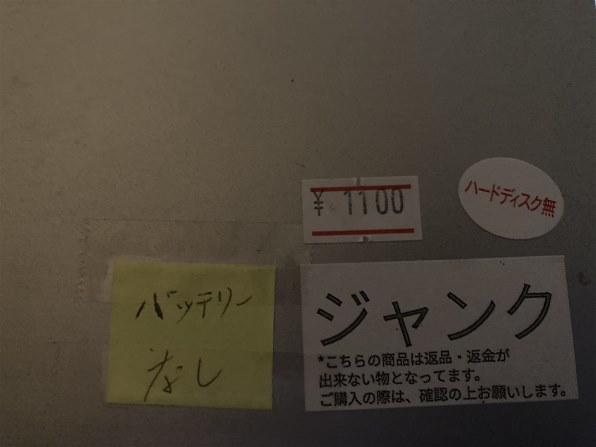 ¥ 1100
ハードディスク無
バッテリー
なし
ジャンク
*こちらの商品は返品・返金が
出来ない物となってます。
ご購入の際は、確認の上お願いします。